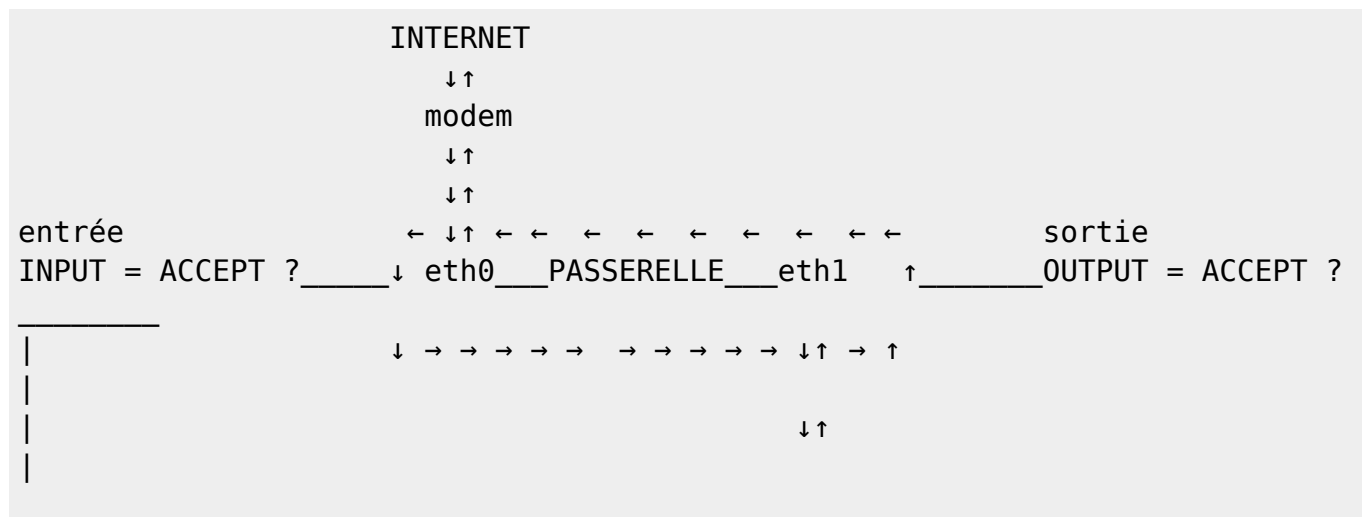 INTERNET
↓↑
modem
↓↑
↓↑
entrée ← ↓↑ ← ← ← ← ← ← ← ← ← sortie
INPUT = ACCEPT ?_____↓ eth0___PASSERELLE___eth1 ↑_______OUTPUT = ACCEPT ?
________
| ↓ → → → → → → → → → → ↓↑ → ↑
|
| ↓↑
|